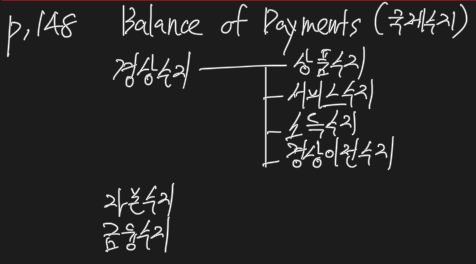 p.148 Balance of Payments (국제수지)
경상수지 상품수지
서비스수지
소득수지
경상이전수지
자본수지
금융수지